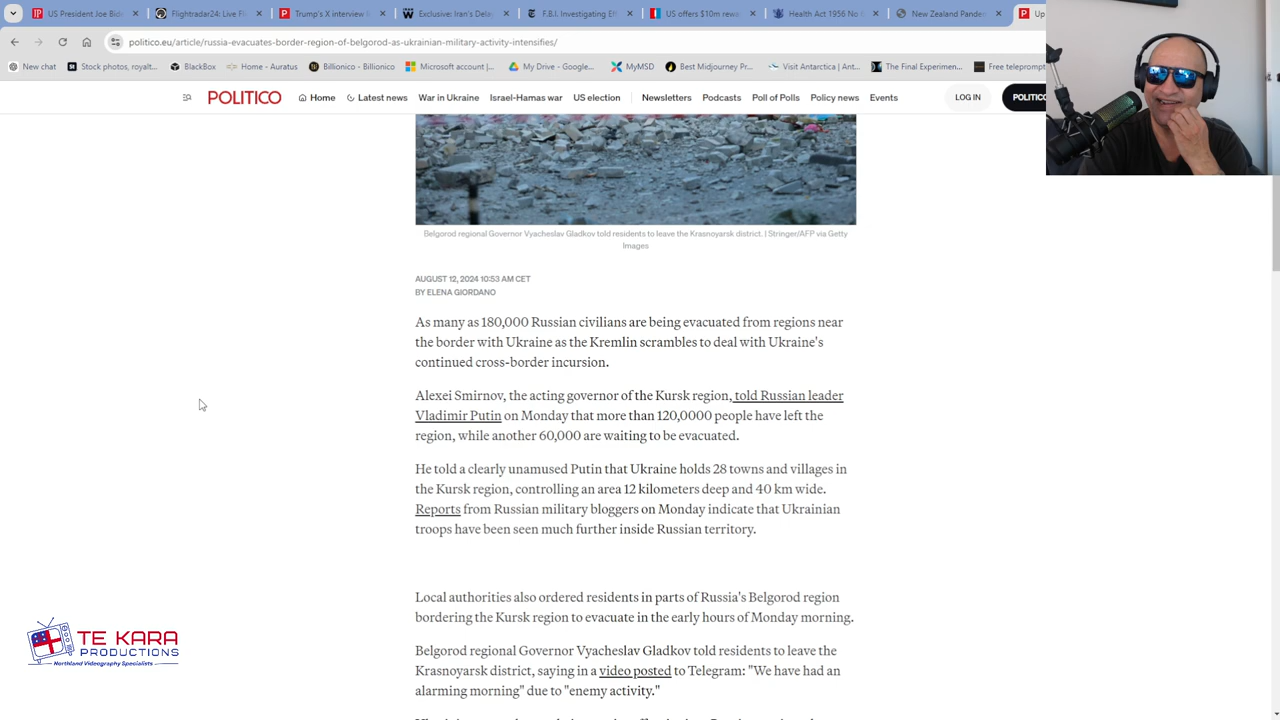 US President Joe Bid
Flightradar24: Live Fl
Trump's X interview
Exclusive: Iran's Dela
F.B.I. Investigating Ef
US offers $10m rewa
Health Act 1956 No 6
New Zealand Pandem
Up
politico.eu/article/russia-evacuates-border-region-of-belgorod-as-ukrainian-military-activity-intensifies/
New chat
Stock photos, royalt...
BlackBox
Home - Auratus
Billionico - Billionico
Microsoft account |...
My Drive - Google...
MyMSD
Best Midjourney Pr...
Visit Antarctica | Ant...
The Final Experimen...
Free teleprompt
POLITICO
Home
Latest news
War in Ukraine
Israel-Hamas war
US election
Newsletters
Podcasts
Poll of Polls
Policy news
Events
LOG IN
POLITICO
Belgorod regional Governor Vyacheslav Gladkov told residents to leave the Krasnoyarsk district. | Stringer/AFP via Getty
Images
AUGUST 12, 2024 10:53 AM CET
BY ELENA GIORDANO
As many as 180,000 Russian civilians are being evacuated from regions near
the border with Ukraine as the Kremlin scrambles to deal with Ukraine's
continued cross-border incursion.
Alexei Smirnov, the acting governor of the Kursk region, told Russian leader
Vladimir Putin on Monday that more than 120,0000 people have left the
region, while another 60,000 are waiting to be evacuated.
He told a clearly unamused Putin that Ukraine holds 28 towns and villages in
the Kursk region, controlling an area 12 kilometers deep and 40 km wide.
Reports from Russian military bloggers on Monday indicate that Ukrainian
troops have been seen much further inside Russian territory.
Local authorities also ordered residents in parts of Russia's Belgorod region
bordering the Kursk region to evacuate in the early hours of Monday morning.
Belgorod regional Governor Vyacheslav Gladkov told residents to leave the
Krasnoyarsk district, saying in a video posted to Telegram: "We have had an
alarming morning" due to "enemy activity."
TE KARA
PRODUCTIONS
Northland Videography Specialists